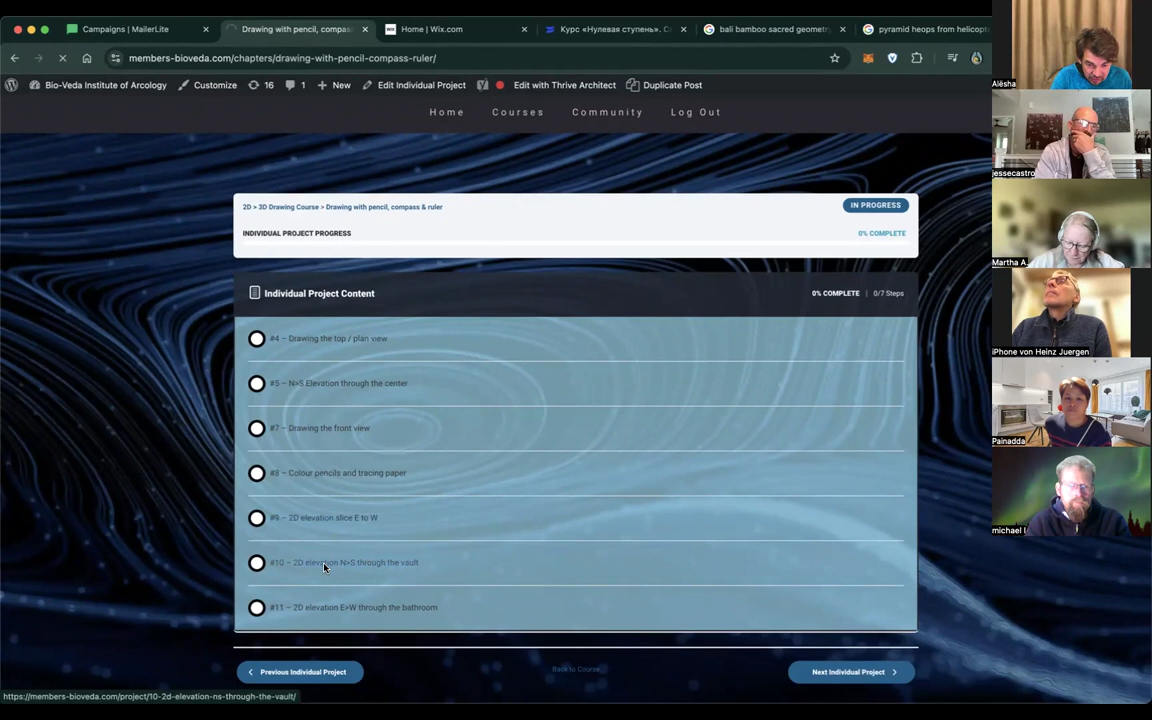 Campaigns | MailerLite
Drawing with pencil, compas
Home | Wix.com
Курс «Нулевая ступень». С
bali bamboo sacred geometry
pyramid heops from helicopt
members-bioveda.com/chapters/drawing-with-pencil-compass-ruler/
Bio-Veda Institute of Arcology
Customize
16
1
New
Edit Individual Project
Edit with Thrive Architect
Duplicate Post
Home
Courses
Community
Log Out
2D > 3D Drawing Course > Drawing with pencil, compass & ruler
IN PROGRESS
INDIVIDUAL PROJECT PROGRESS
0% COMPLETE
Individual Project Content
0% COMPLETE | 0/7 Steps
#4 – Drawing the top / plan view
#5 – N>S Elevation through the center
#7 – Drawing the front view
#8 – Colour pencils and tracing paper
#9 – 2D elevation slice E to W
#10 – 2D elevation N>S through the vault
#11 – 2D elevation E>W through the bathroom
Previous Individual Project
Back to Course
Next Individual Project
https://members-bioveda.com/project/10-2d-elevation-ns-through-the-vault/
Alësha
jessecastro
Martha A.
iPhone von Heinz Juergen
Painadda
michael l